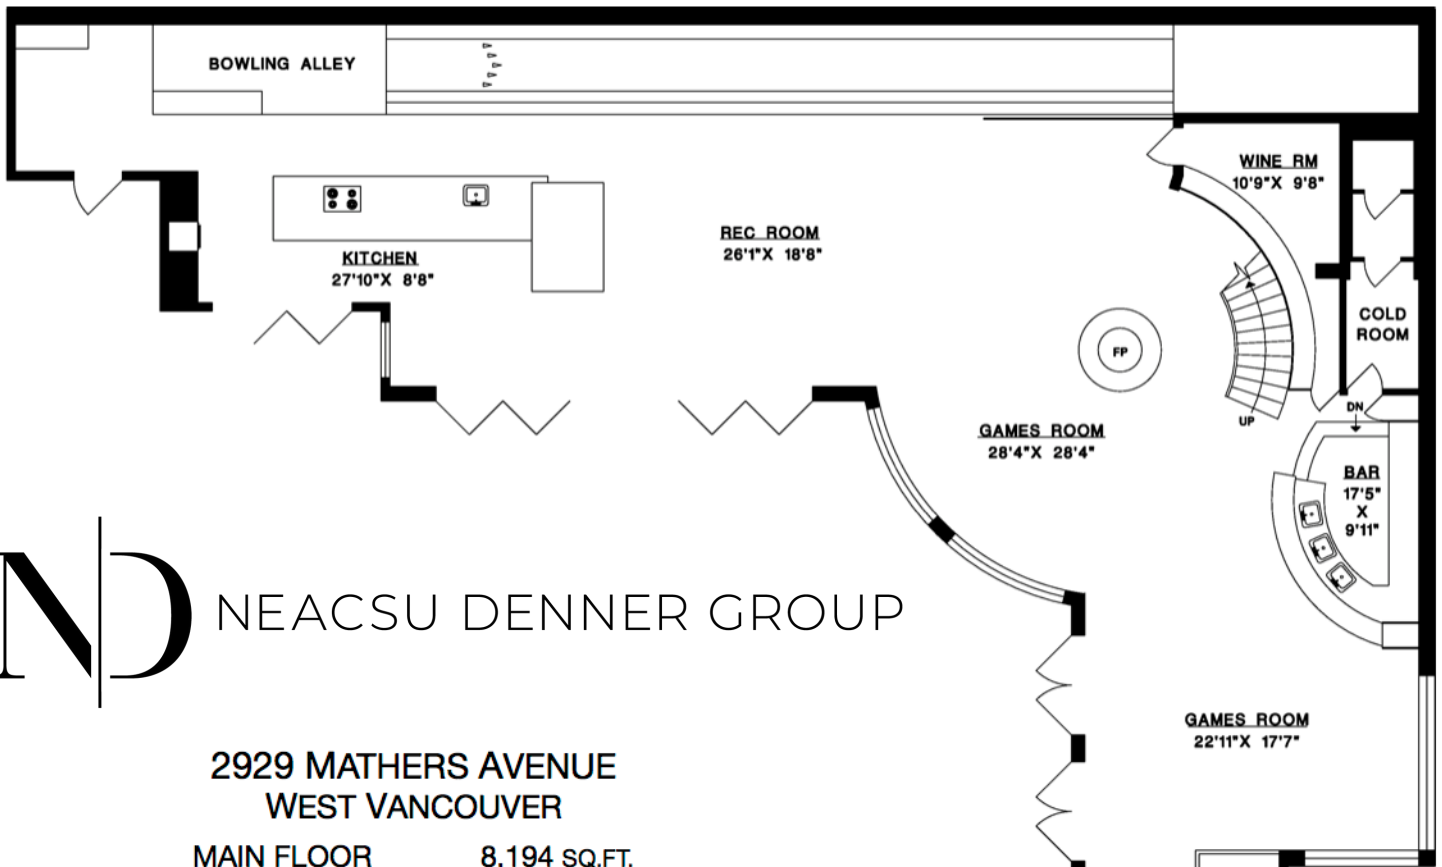 BOWLING ALLEY
WINE RM
10'9"X 9'8"
REC ROOM
26'1"X 18'8"
KITCHEN
27'10"X 8'8"
COLD
ROOM
FP
UP
DN
GAMES ROOM
28'4"X 28'4"
BAR
17'5"
X
9'11"
ND
NEACSU DENNER GROUP
GAMES ROOM
22'11"X 17'7"
2929 MATHERS AVENUE
WEST VANCOUVER
MAIN FLOOR 8,194 SQ.FT.